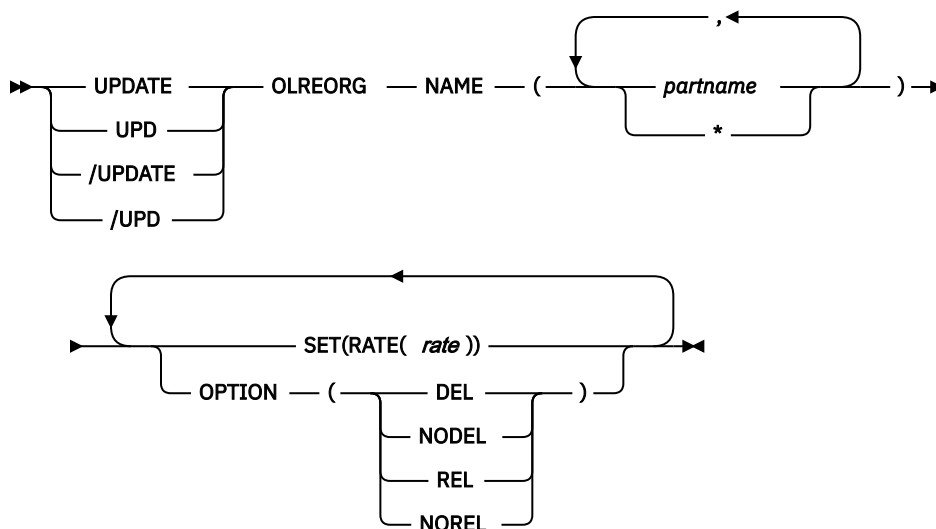 ,
UPDATE OLREORG NAME ( partname )
UPD *
/UPDATE
/UPD
SET(RATE( rate ))
OPTION ( DEL )
NODEL
REL
NOREL